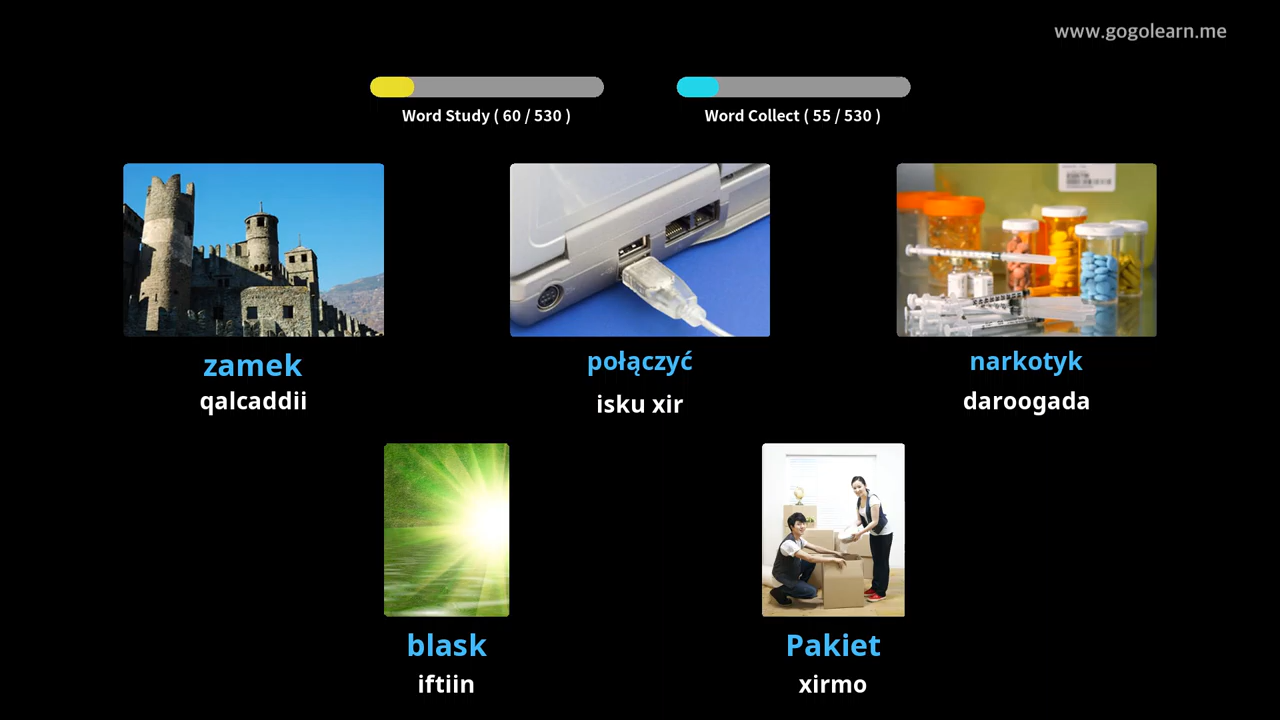 www.gogolearn.me
Word Study ( 60 / 530 )
Word Collect ( 55 / 530 )
zamek
qalcaddii
połączyć
isku xir
narkotyk
daroogada
blask
iftiin
Pakiet
xirmo